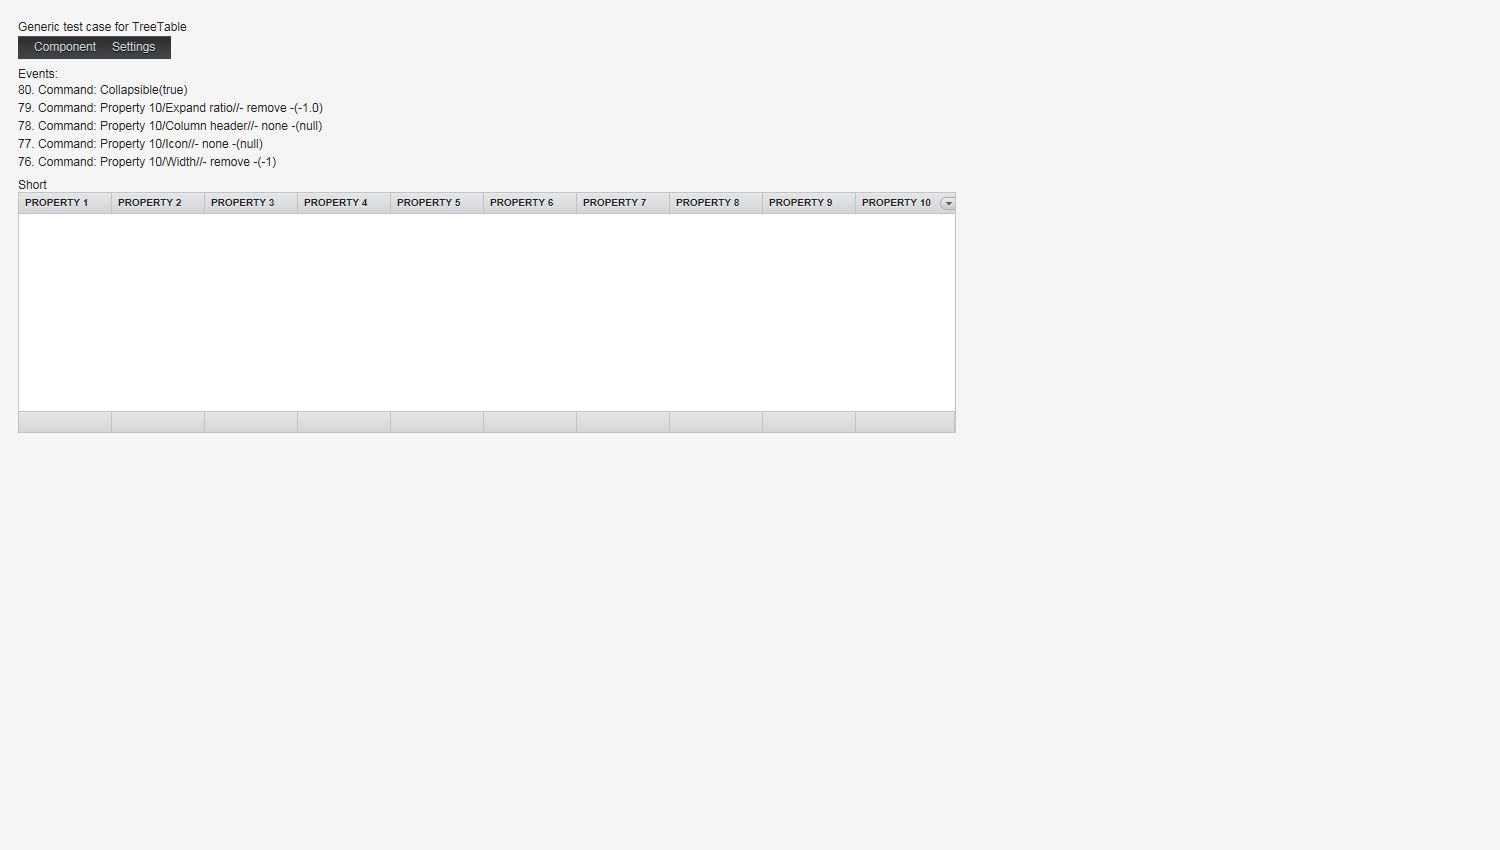 Generic test case for TreeTable
Component Settings
Events:
80. Command: Collapsible(true)
79. Command: Property 10/Expand ratio//- remove -(-1.0)
78. Command: Property 10/Column header//- none -(null)
77. Command: Property 10/Icon//- none -(null)
76. Command: Property 10/Width//- remove -(-1)
Short
PROPERTY 1 PROPERTY 2 PROPERTY 3 PROPERTY 4 PROPERTY 5 PROPERTY 6 PROPERTY 7 PROPERTY 8 PROPERTY 9 PROPERTY 10